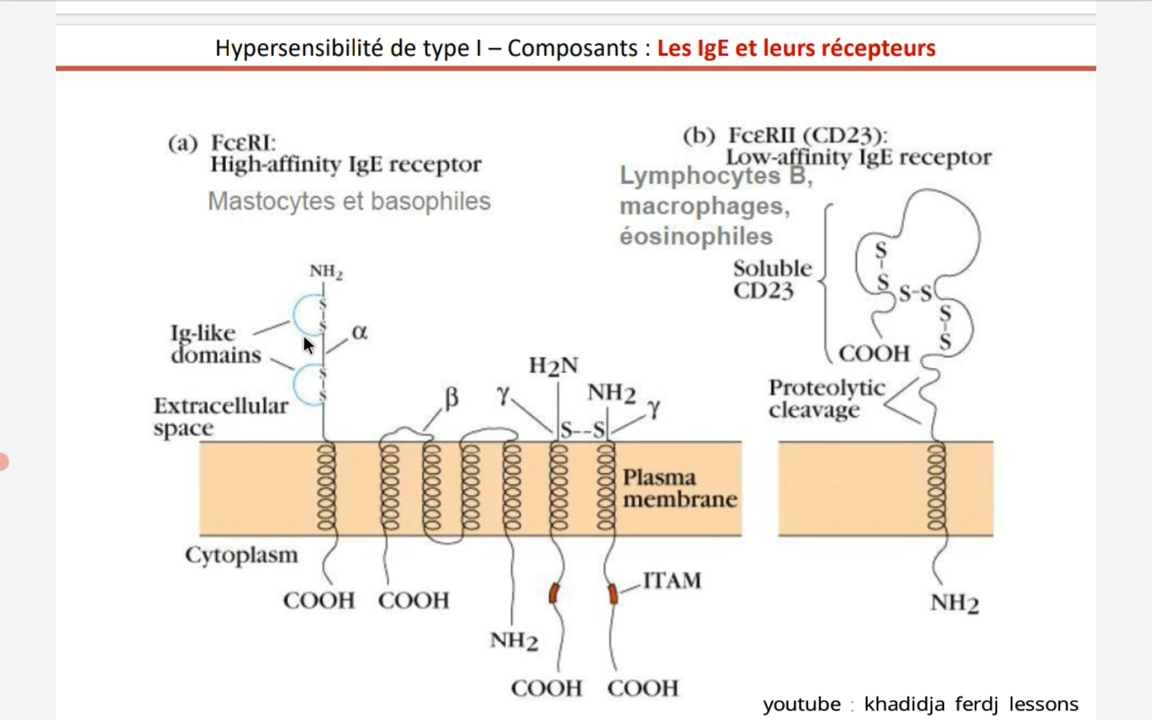 Hypersensibilité de type I – Composants : Les IgE et leurs récepteurs
(a) FcεRI:
High-affinity IgE receptor
Mastocytes et basophiles
NH2
S
S
Ig-like
domains
α
S
S
Extracellular
space
β
γ
H2N
NH2
γ
S--S
Plasma
membrane
Cytoplasm
ITAM
COOH
COOH
NH2
COOH
COOH
(b) FcεRII (CD23):
Low-affinity IgE receptor
Lymphocytes B,
macrophages,
éosinophiles
Soluble
CD23
S
S
S-S
S
S
COOH
Proteolytic
cleavage
NH2
youtube : khadidja ferdj lessons